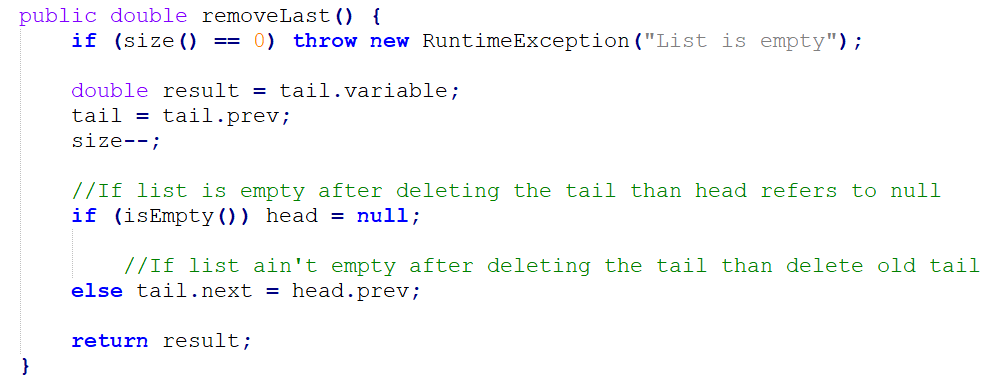 public double removeLast() {
if (size() == 0) throw new RuntimeException("List is empty");
double result = tail.variable;
tail = tail.prev;
size--;
//If list is empty after deleting the tail than head refers to null
if (isEmpty()) head = null;
//If list ain't empty after deleting the tail than delete old tail
else tail.next = head.prev;
return result;
}